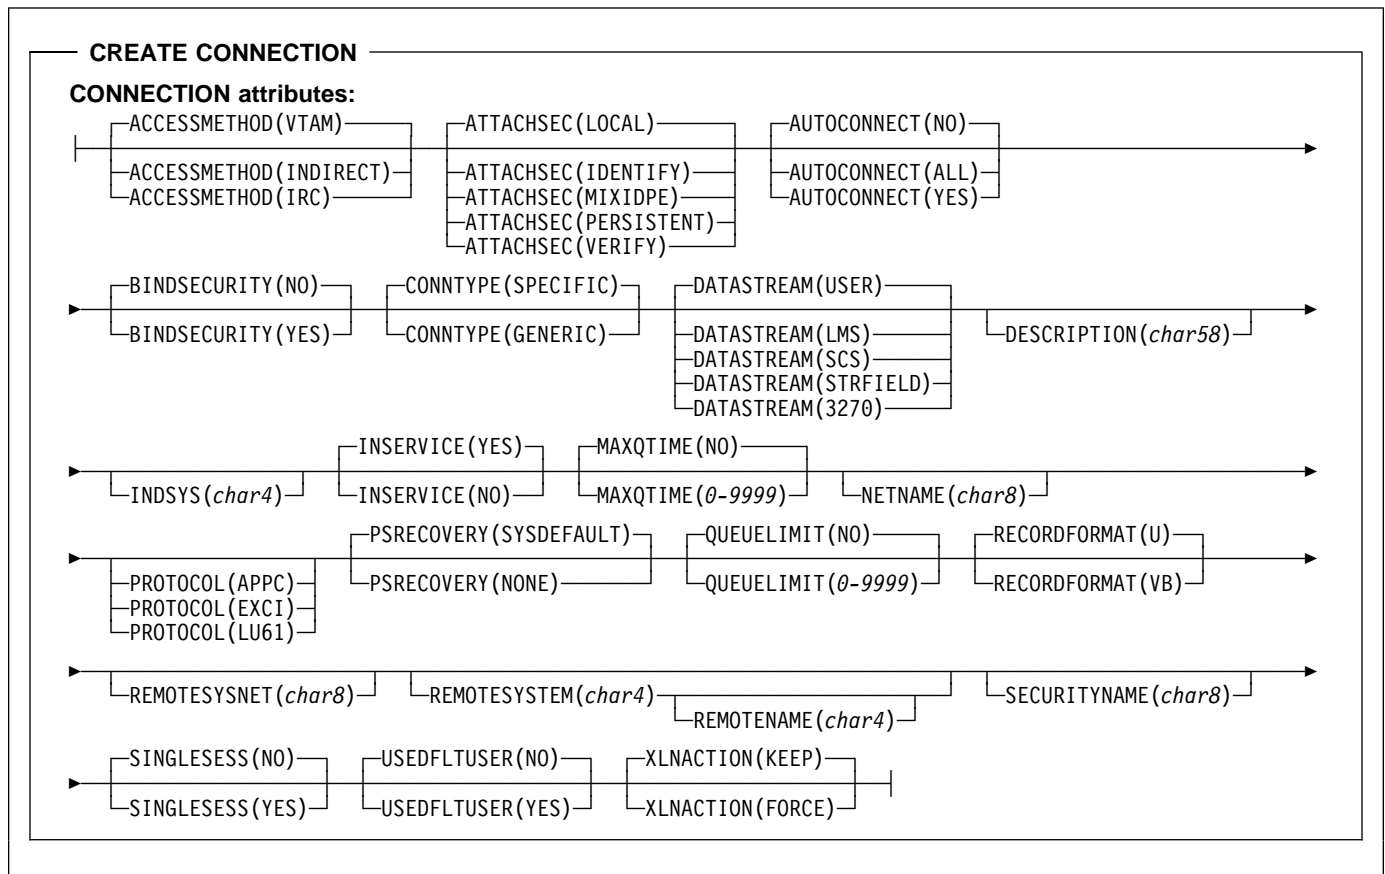 CREATE CONNECTION
CONNECTION attributes:
ACCESSMETHOD(VTAM) ATTACHSEC(LOCAL) AUTOCONNECT(NO)
ACCESSMETHOD(INDIRECT) ATTACHSEC(IDENTIFY) AUTOCONNECT(ALL)
ACCESSMETHOD(IRC) ATTACHSEC(MIXIDPE) AUTOCONNECT(YES)
ATTACHSEC(PERSISTENT)
ATTACHSEC(VERIFY)
BINDSECURITY(NO) CONNTYPE(SPECIFIC) DATASTREAM(USER)
BINDSECURITY(YES) CONNTYPE(GENERIC) DATASTREAM(LMS) DESCRIPTION(char58)
DATASTREAM(SCS)
DATASTREAM(STRFIELD)
DATASTREAM(3270)
INSERVICE(YES) MAXQTIME(NO)
INDSYS(char4) INSERVICE(NO) MAXQTIME(0-9999) NETNAME(char8)
PSRECOVERY(SYSDEFAULT) QUEUELIMIT(NO) RECORDFORMAT(U)
PROTOCOL(APPC) PSRECOVERY(NONE) QUEUELIMIT(0-9999) RECORDFORMAT(VB)
PROTOCOL(EXCI)
PROTOCOL(LU61)
REMOTESYSNET(char8) REMOTESYSTEM(char4) SECURITYNAME(char8)
REMOTENAME(char4)
SINGLESESS(NO) USEDFLTUSER(NO) XLNACTION(KEEP)
SINGLESESS(YES) USEDFLTUSER(YES) XLNACTION(FORCE)